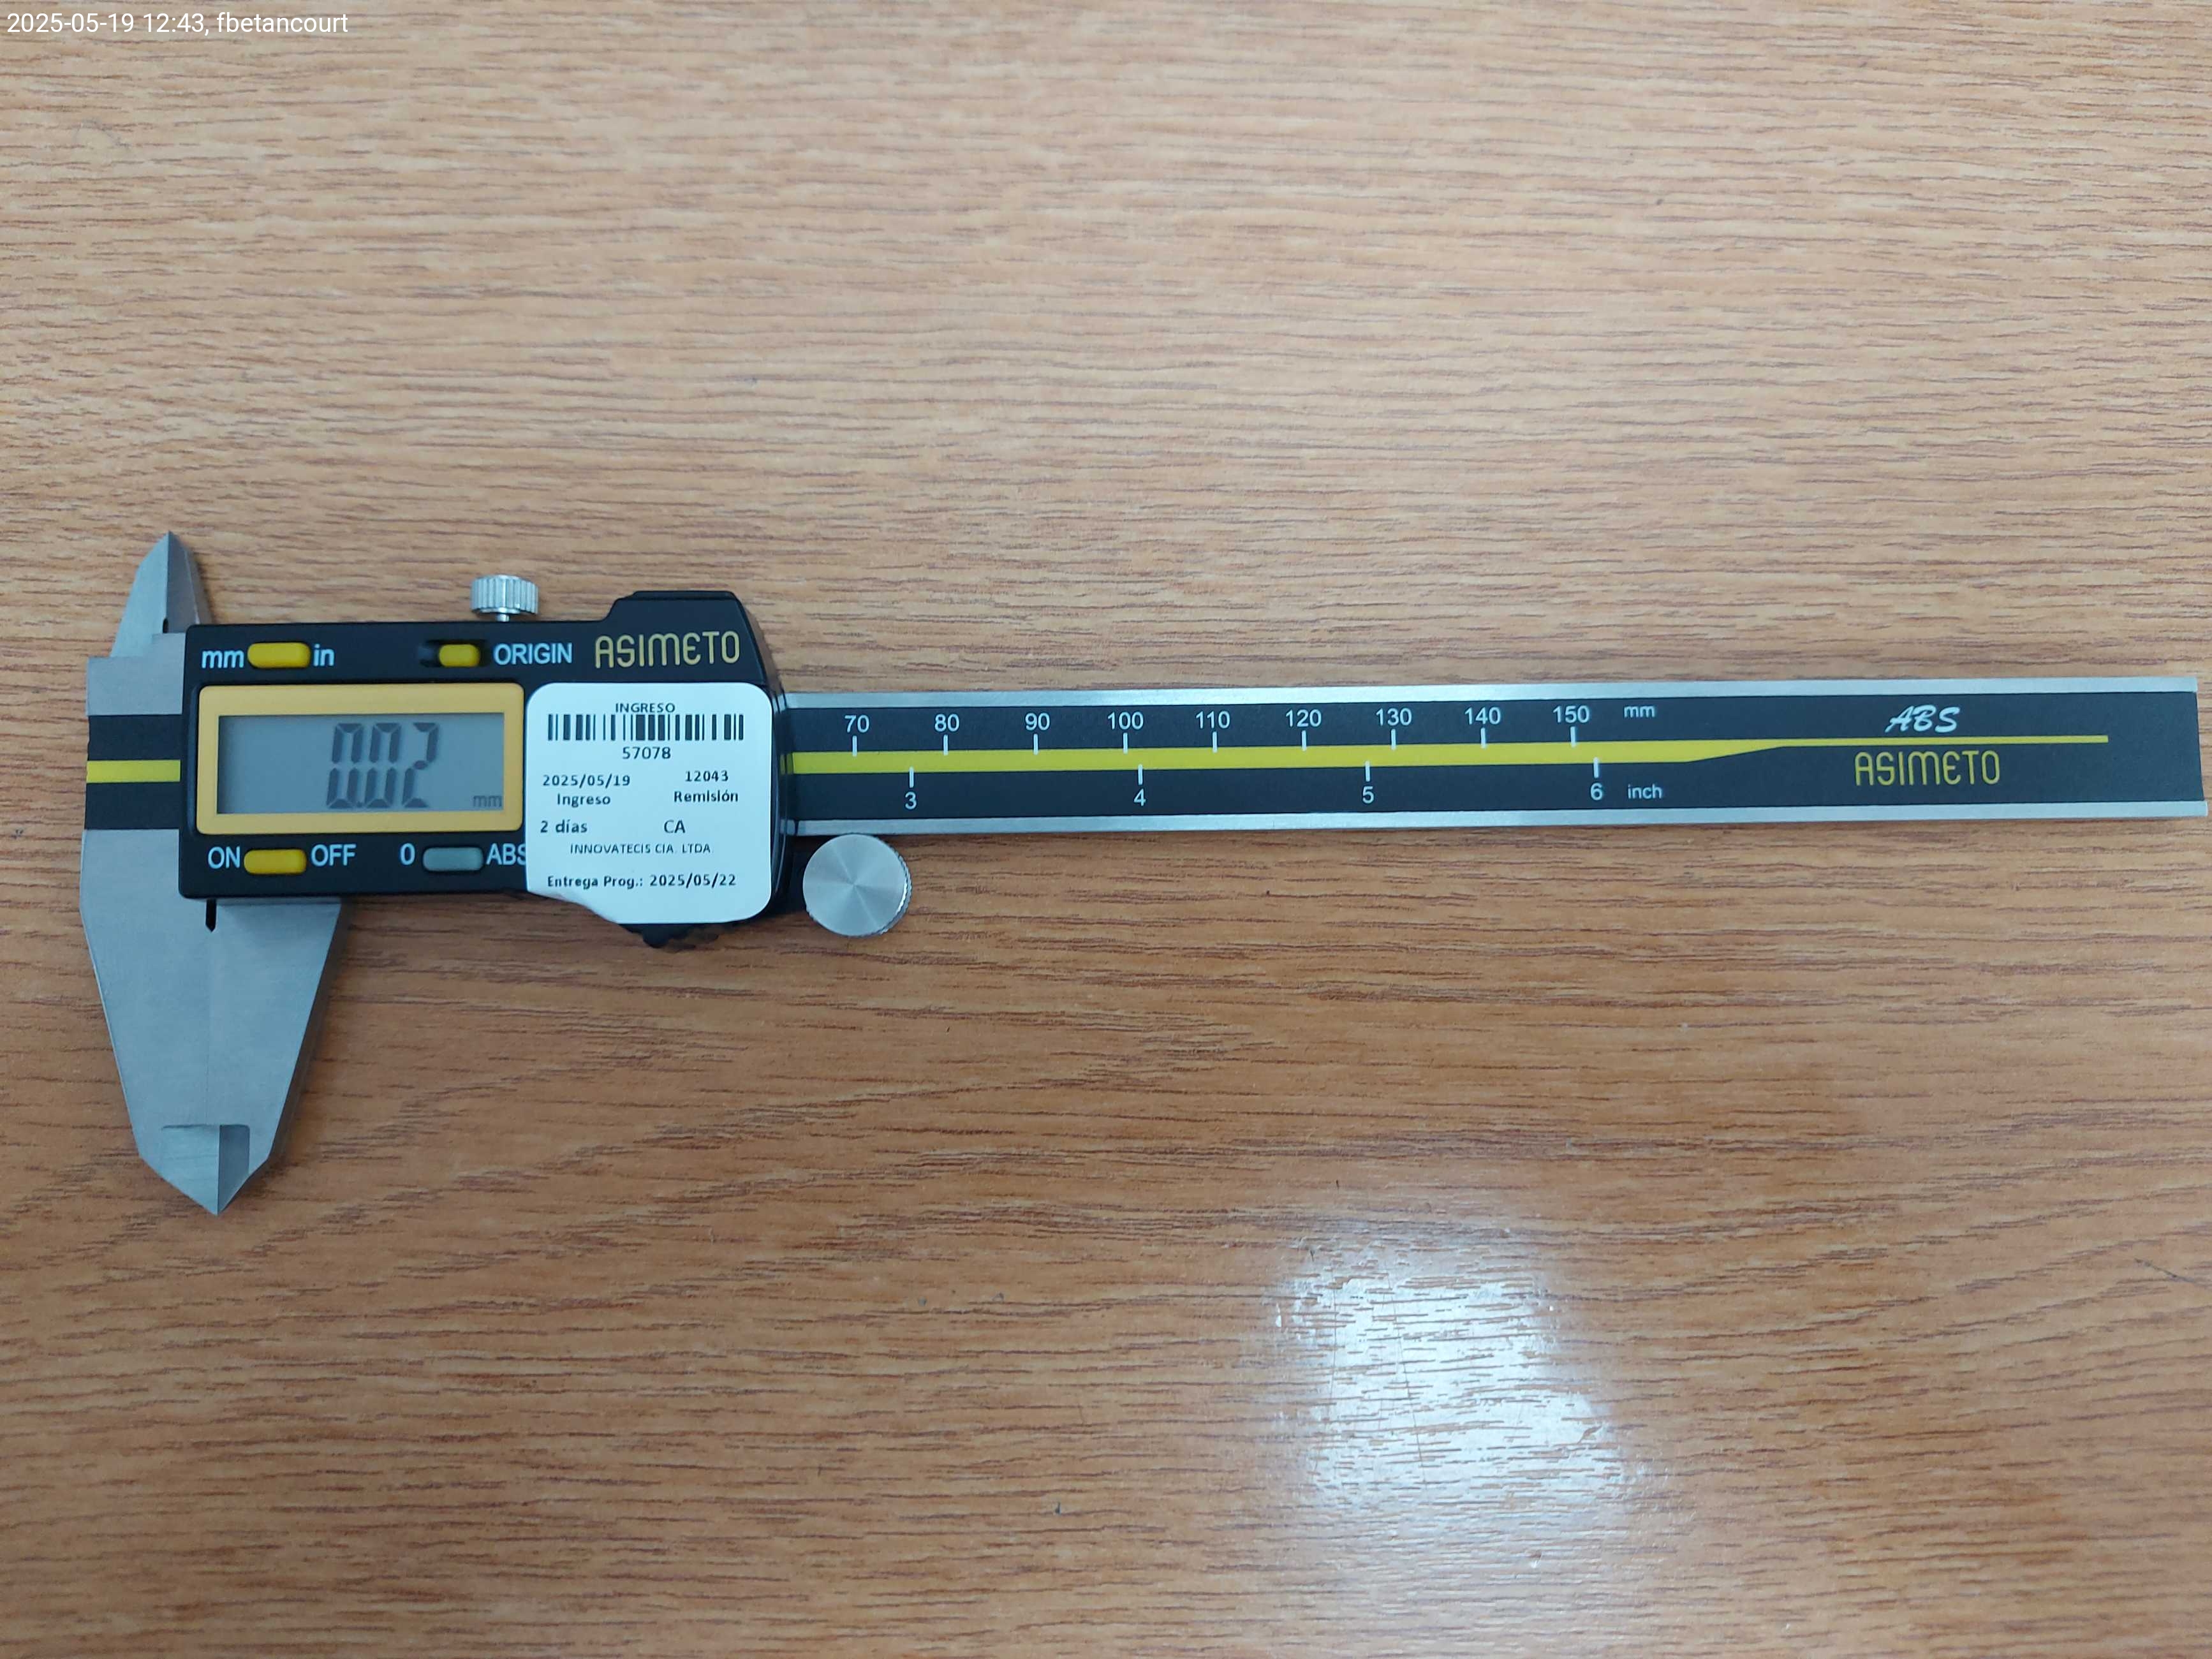 2025-05-19 12:43, fbetancourt
mm in ORIGIN ASIMETO
0.02 mm
ON OFF 0 ABS
INGRESO
57078
2025/05/19 12043
Ingreso Remisión
2 días CA
INNOVATECIS CIA. LTDA.
Entrega Prog.: 2025/05/22
70 80 90 100 110 120 130 140 150 mm
3 4 5 6 inch
ABS
ASIMETO